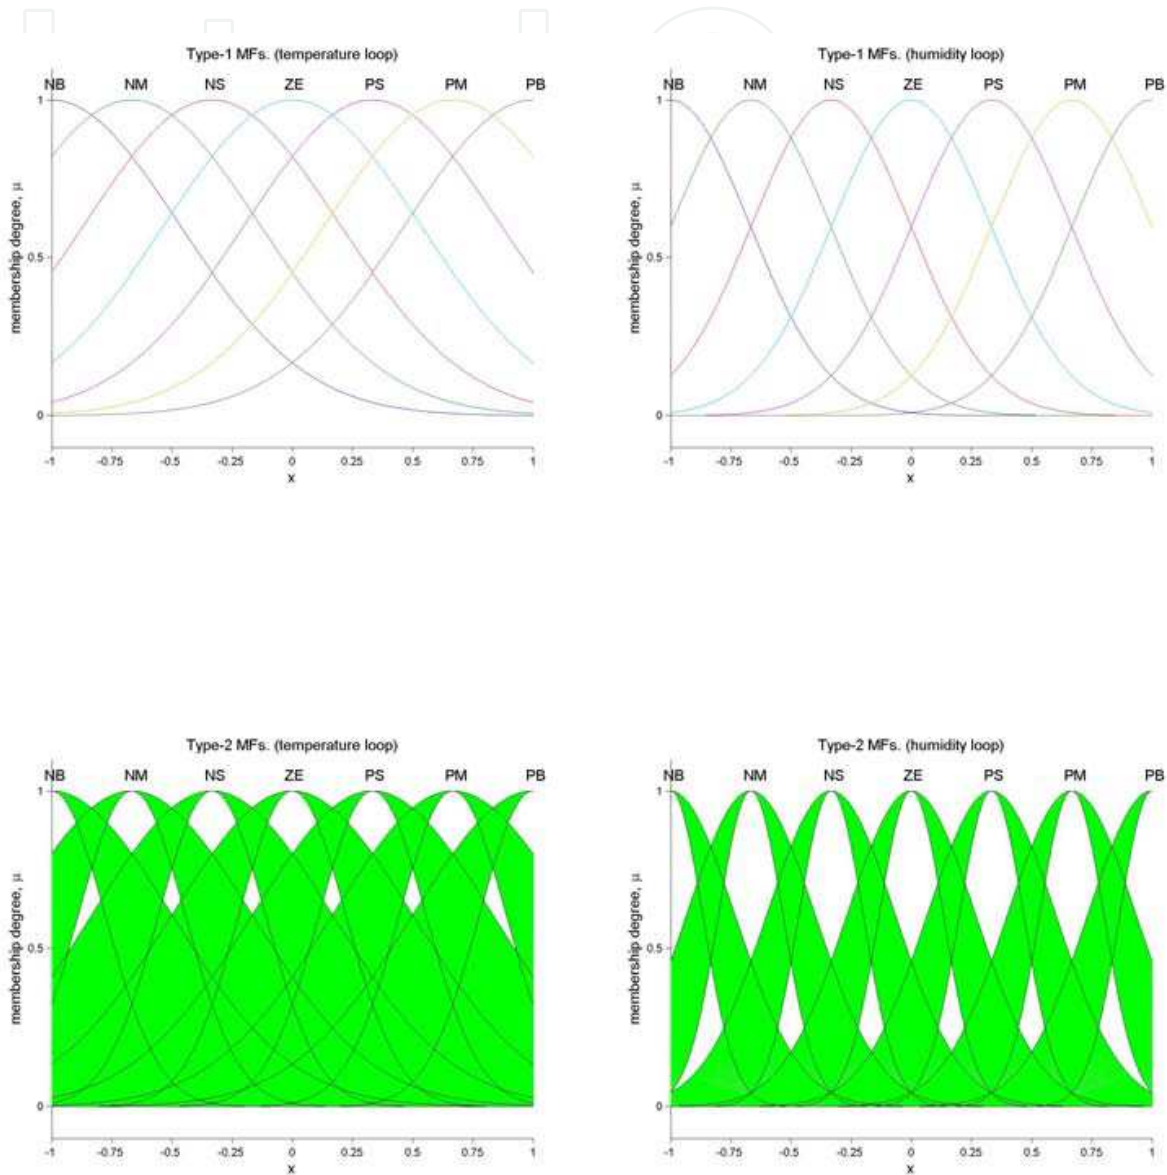 Type-1 MFs. (temperature loop)
NB NM NS ZE PS PM PB
1
0.5
0
membership degree, μ
-1 -0.75 -0.5 -0.25 0 0.25 0.5 0.75 1
x
Type-1 MFs. (humidity loop)
NB NM NS ZE PS PM PB
1
0.5
0
membership degree, μ
-1 -0.75 -0.5 -0.25 0 0.25 0.5 0.75 1
x
Type-2 MFs. (temperature loop)
NB NM NS ZE PS PM PB
1
0.5
0
membership degree, μ
-1 -0.75 -0.5 -0.25 0 0.25 0.5 0.75 1
x
Type-2 MFs. (humidity loop)
NB NM NS ZE PS PM PB
1
0.5
0
membership degree, μ
-1 -0.75 -0.5 -0.25 0 0.25 0.5 0.75 1
x